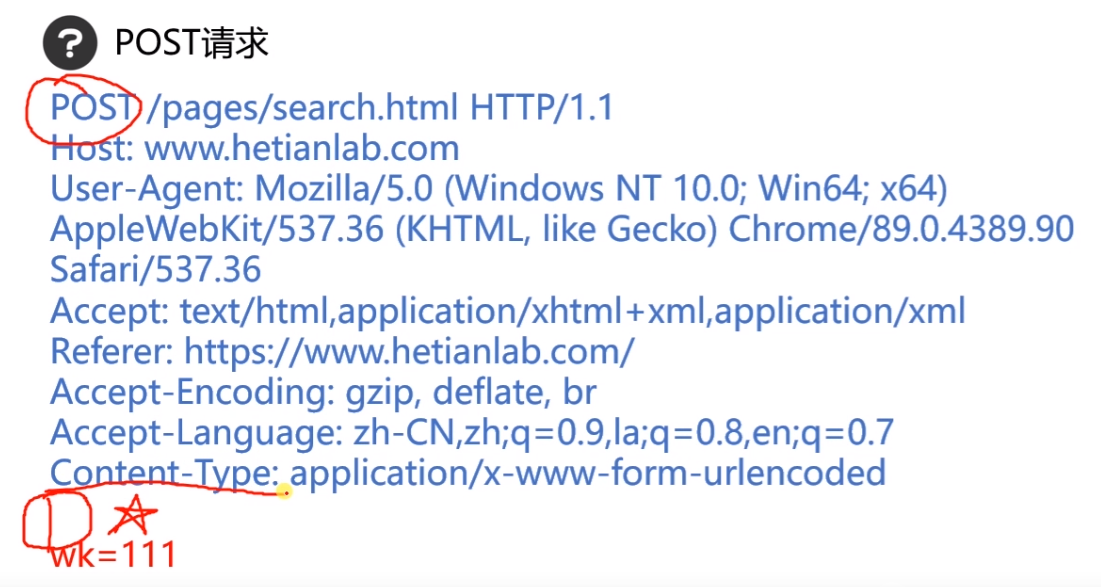 POST请求
POST /pages/search.html HTTP/1.1
Host: www.hetianlab.com
User-Agent: Mozilla/5.0 (Windows NT 10.0; Win64; x64)
AppleWebKit/537.36 (KHTML, like Gecko) Chrome/89.0.4389.90
Safari/537.36
Accept: text/html,application/xhtml+xml,application/xml
Referer: https://www.hetianlab.com/
Accept-Encoding: gzip, deflate, br
Accept-Language: zh-CN,zh;q=0.9,la;q=0.8,en;q=0.7
Content-Type: application/x-www-form-urlencoded
wk=111